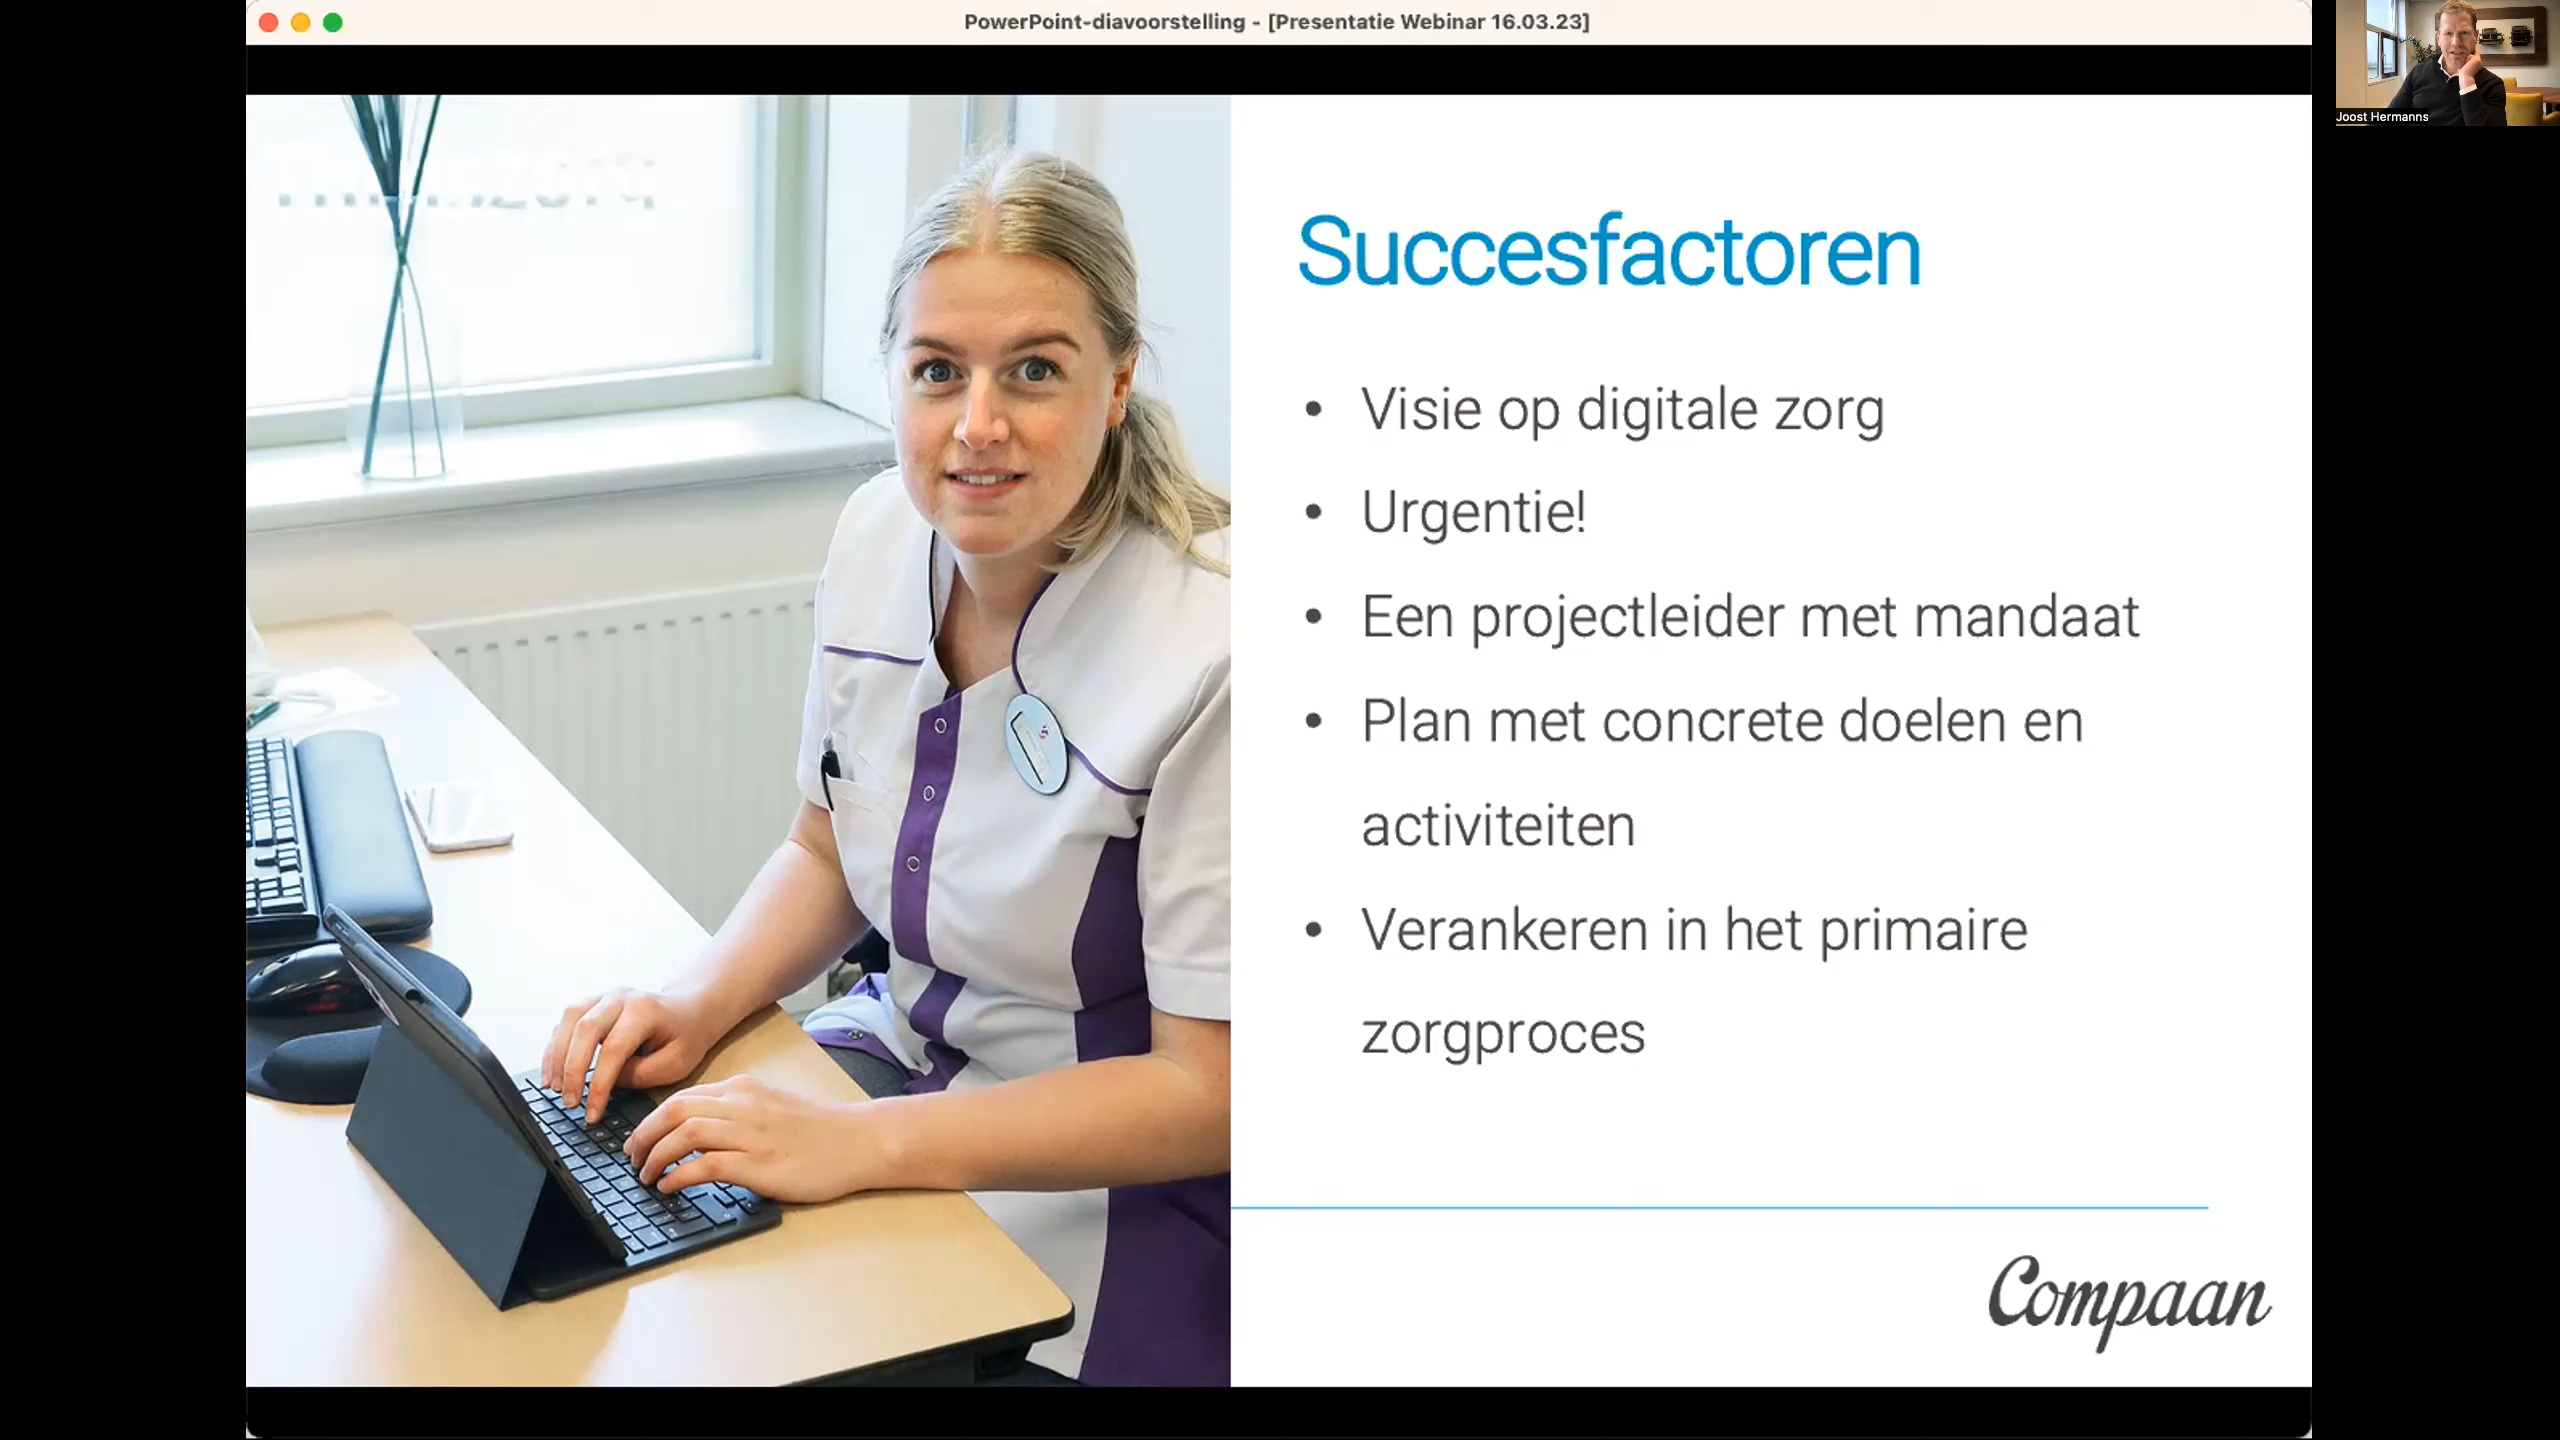 PowerPoint-diavoorstelling - [Presentatie Webinar 16.03.23]
Joost Hermanns
Succesfactoren
• Visie op digitale zorg
• Urgentie!
• Een projectleider met mandaat
• Plan met concrete doelen en
activiteiten
• Verankeren in het primaire
zorgproces
Compaan